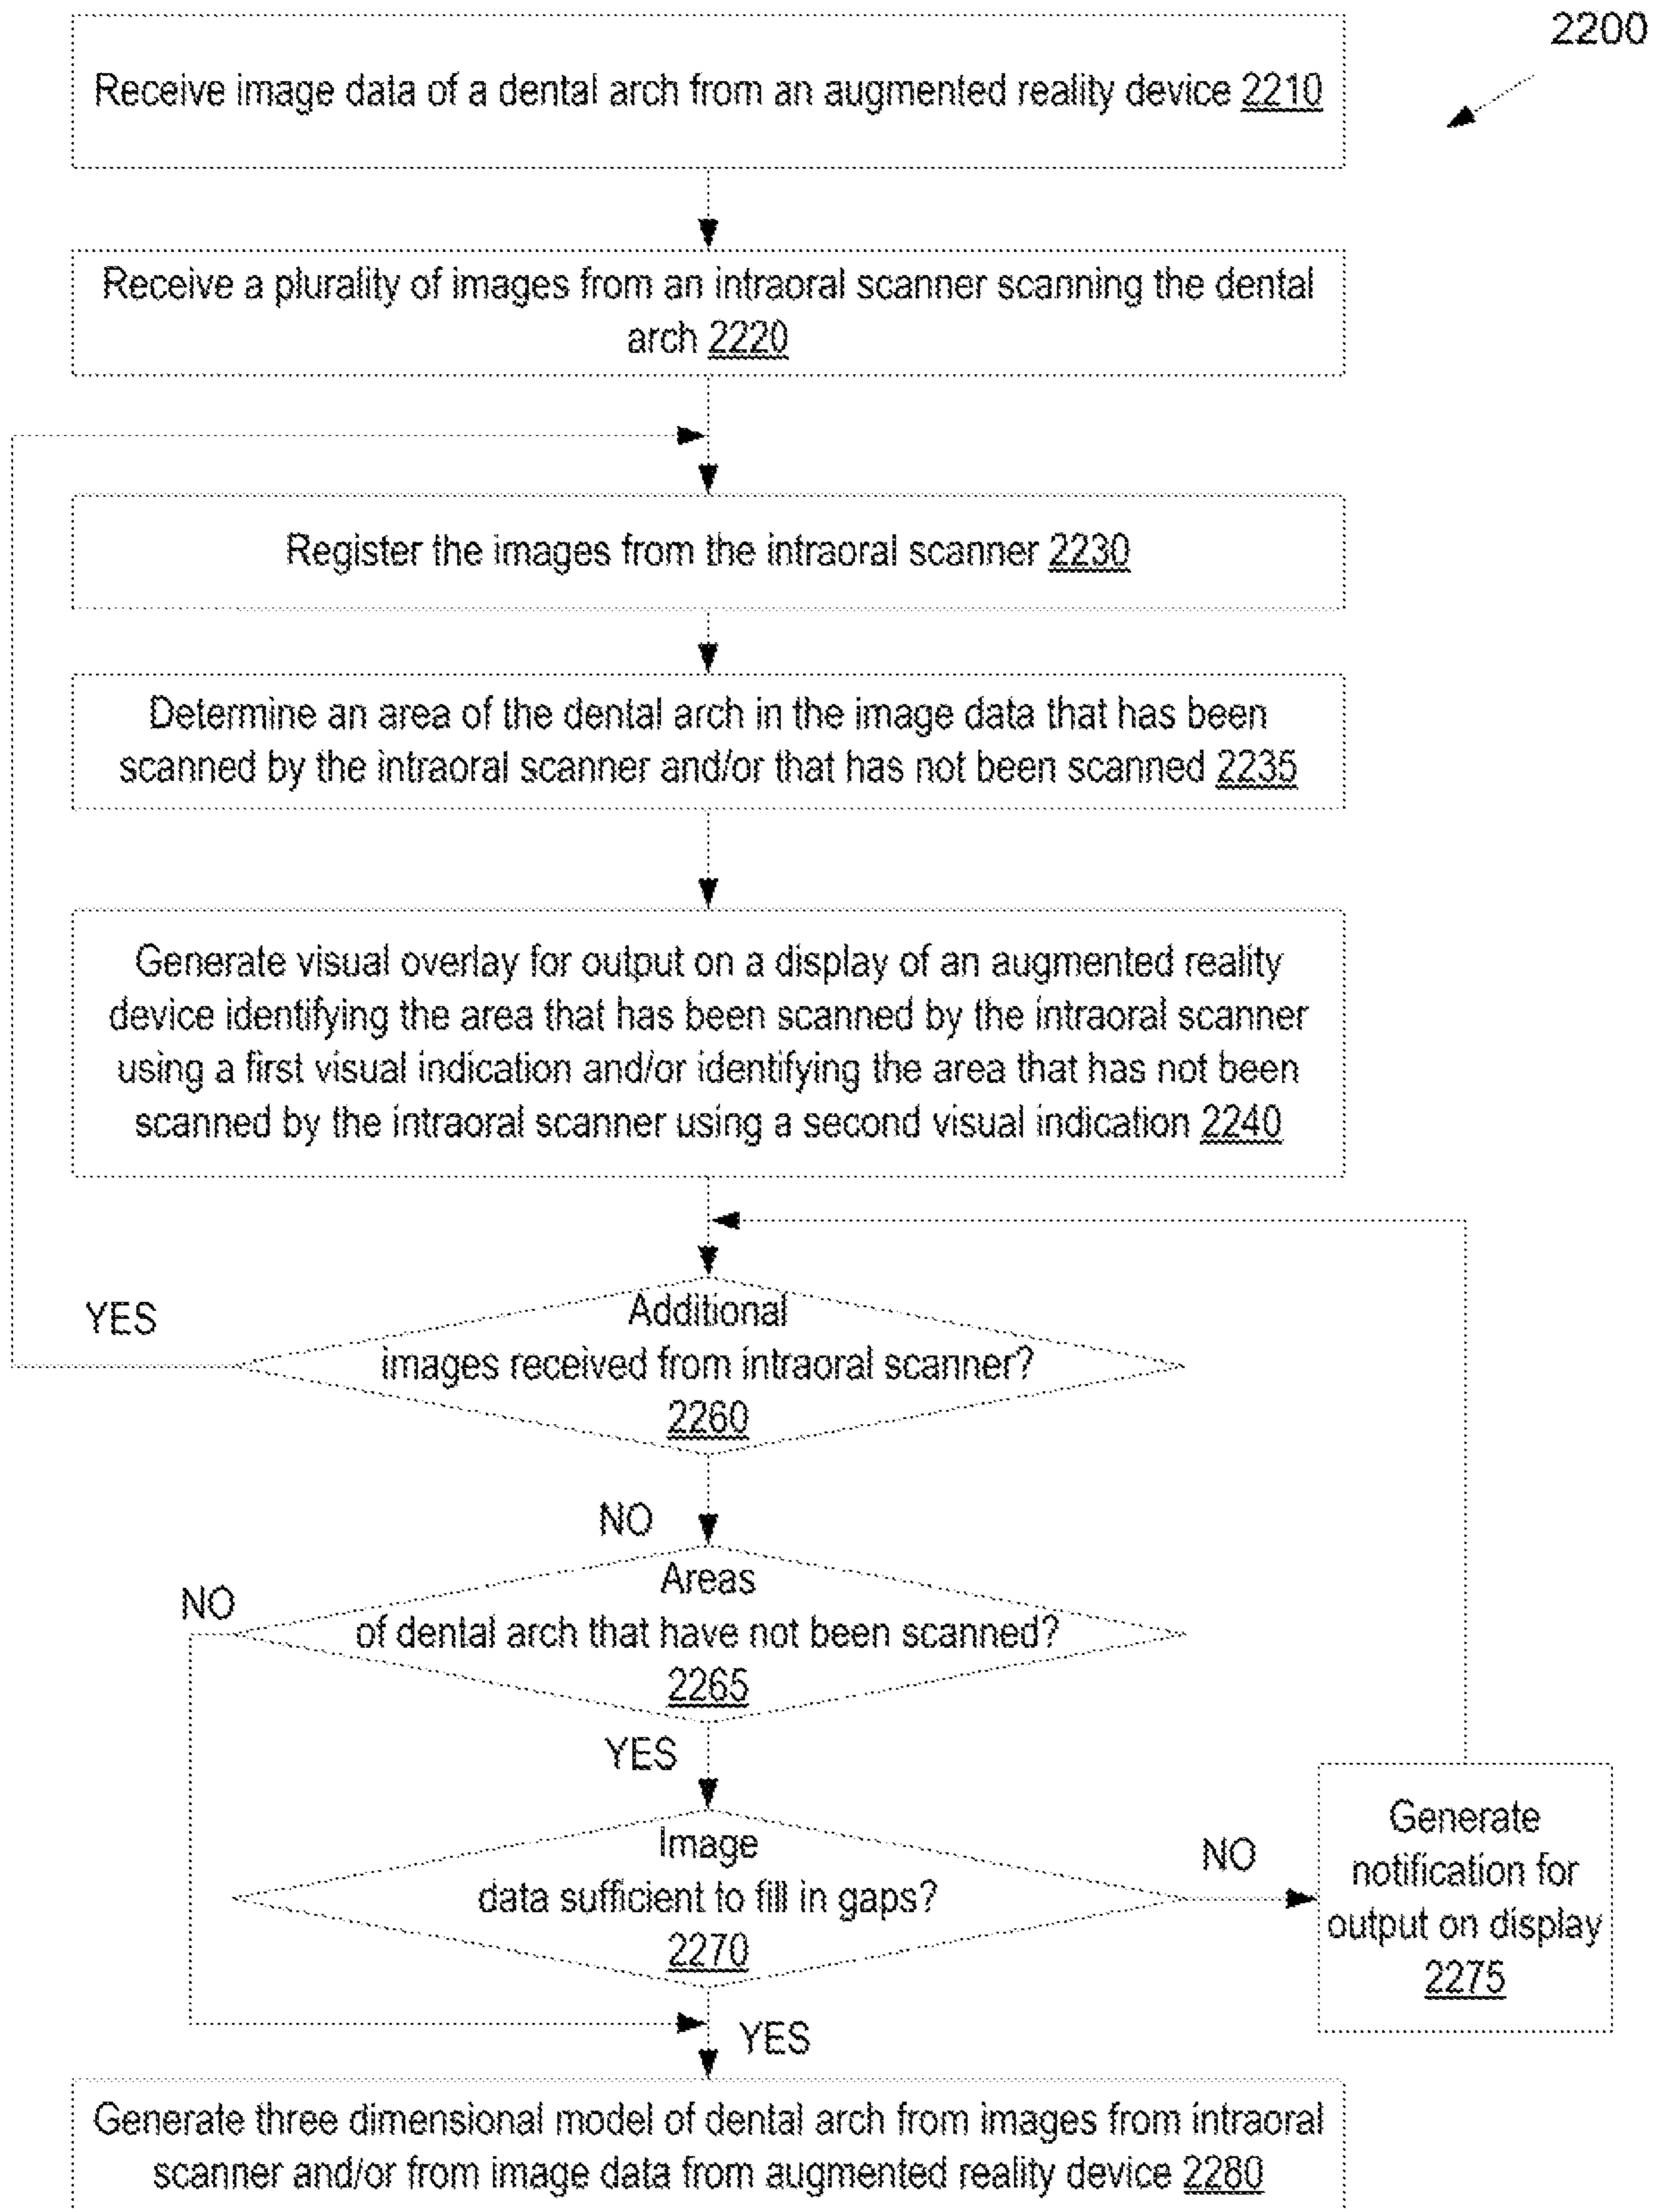 2200
Receive image data of a dental arch from an augmented reality device 2210
Receive a plurality of images from an intraoral scanner scanning the dental
arch 2220
Register the images from the intraoral scanner 2230
Determine an area of the dental arch in the image data that has been
scanned by the intraoral scanner and/or that has not been scanned 2235
Generate visual overlay for output on a display of an augmented reality
device identifying the area that has been scanned by the intraoral scanner
using a first visual indication and/or identifying the area that has not been
scanned by the intraoral scanner using a second visual indication 2240
YES
Additional
images received from intraoral scanner?
2260
NO
NO
Areas
of dental arch that have not been scanned?
2265
YES
Image
data sufficient to fill in gaps?
2270
NO
Generate
notification for
output on display
2275
YES
Generate three dimensional model of dental arch from images from intraoral
scanner and/or from image data from augmented reality device 2280